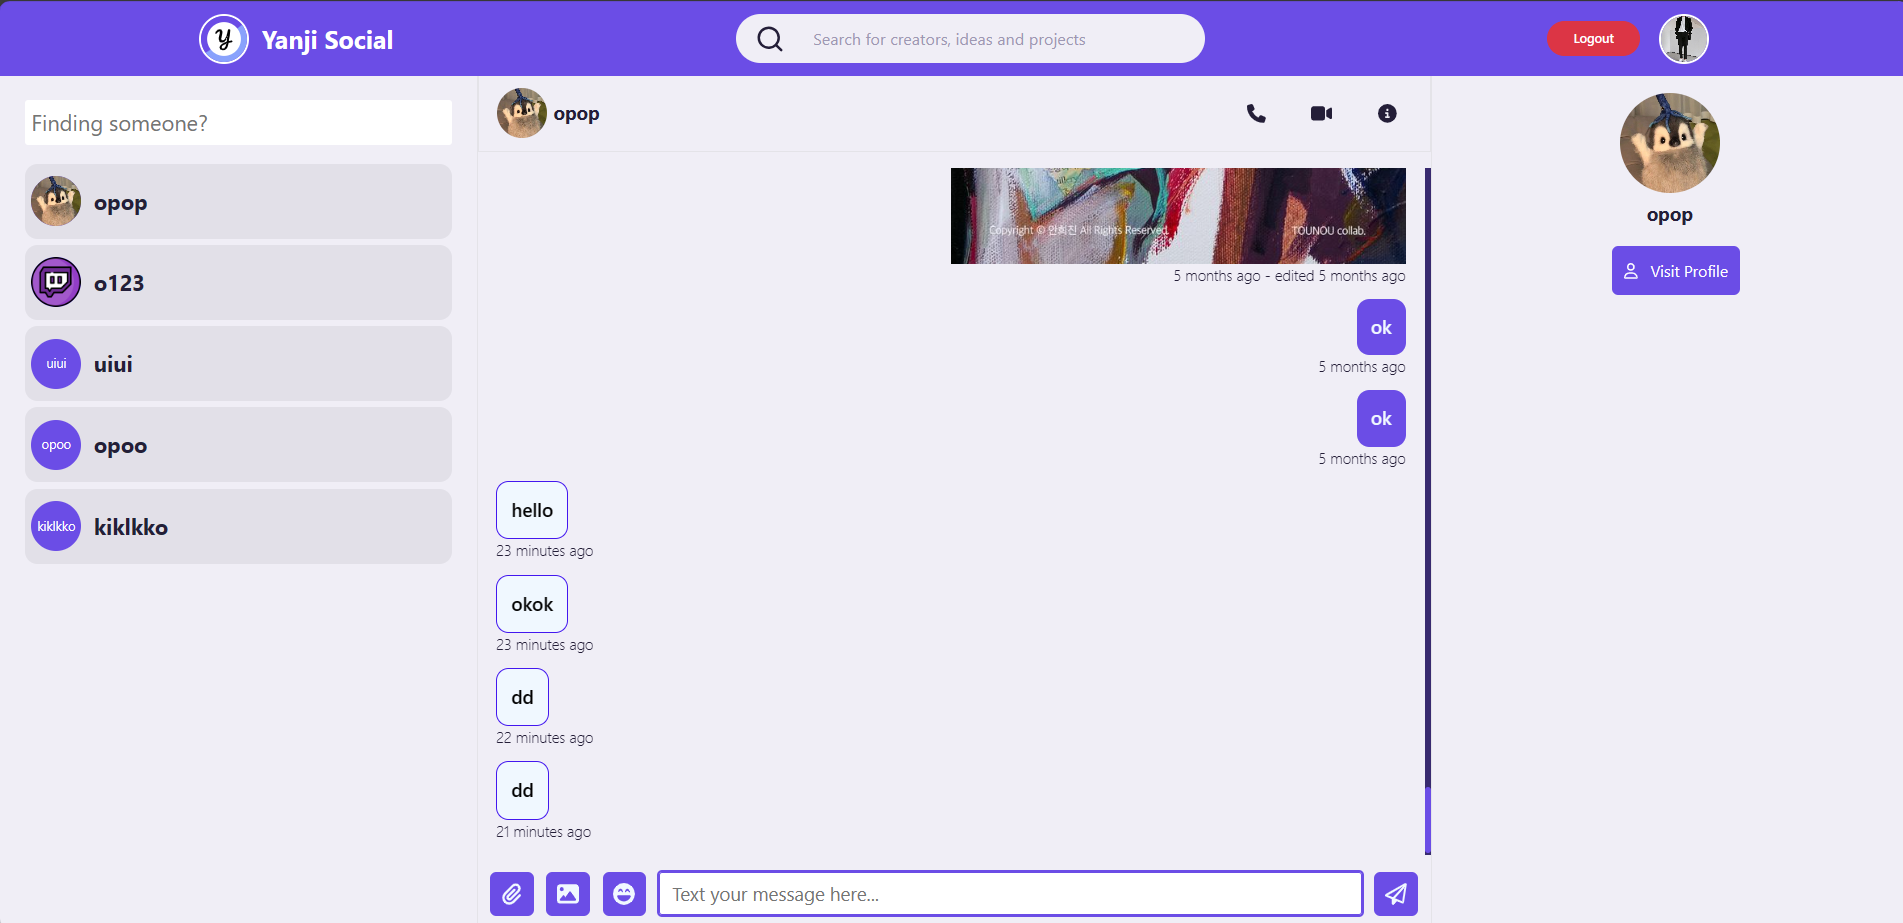 Yanji Social
Search for creators, ideas and projects
Logout
Finding someone?
opop
o123
uiui
uiui
opoo
opoo
kiklkko
kiklkko
opop
Copyright © 안희진 All Rights Reserved.
TOUNOU collab.
5 months ago - edited 5 months ago
ok
5 months ago
ok
5 months ago
hello
23 minutes ago
okok
23 minutes ago
dd
22 minutes ago
dd
21 minutes ago
Text your message here...
opop
Visit Profile